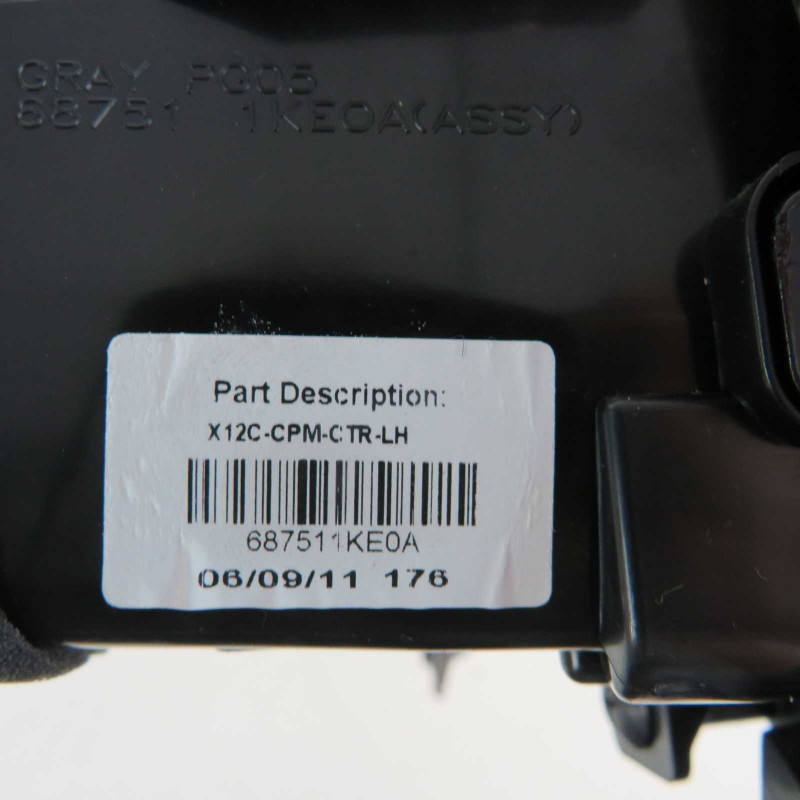 GRAY PG05
68751 1KE0A(ASSY)
Part Description:
X12C-CPM-CTR-LH
687511KE0A
06/09/11 176